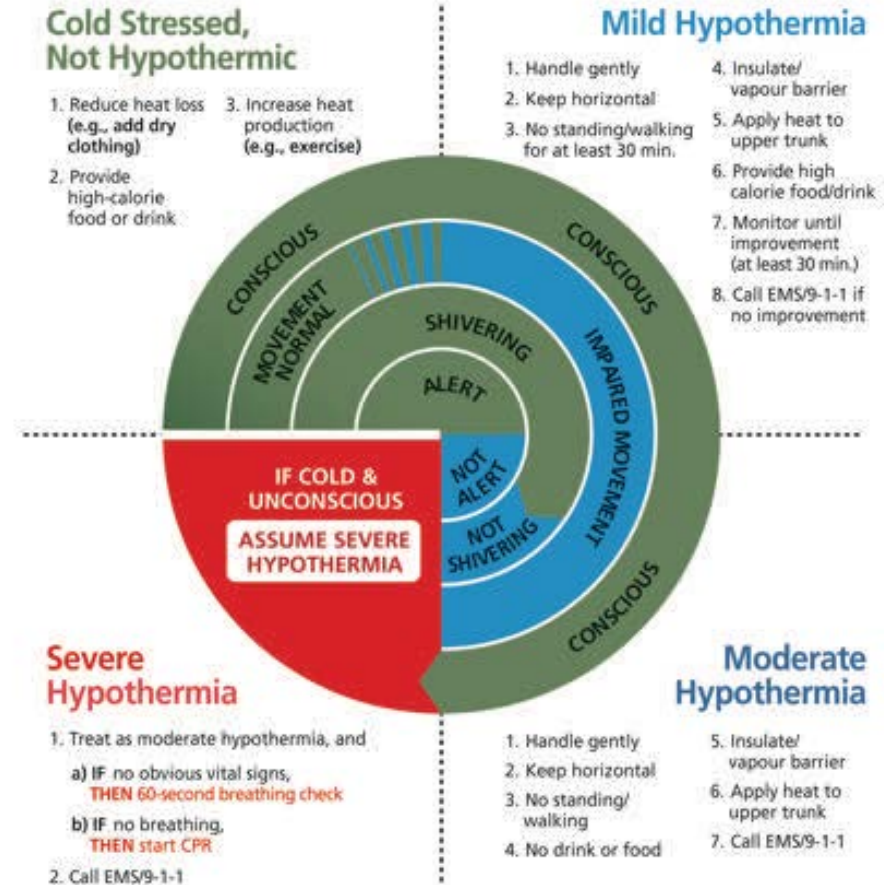 Cold Stressed,
Not Hypothermic
1. Reduce heat loss
(e.g., add dry
clothing)
2. Provide
high-calorie
food or drink
3. Increase heat
production
(e.g., exercise)
Mild Hypothermia
1. Handle gently
2. Keep horizontal
3. No standing/walking
for at least 30 min.
4. Insulate/
vapour barrier
5. Apply heat to
upper trunk
6. Provide high
calorie food/drink
7. Monitor until
improvement
(at least 30 min.)
8. Call EMS/9-1-1 if
no improvement
CONSCIOUS
CONSCIOUS
MOVEMENT
NORMAL
SHIVERING
ALERT
IMPAIRED MOVEMENT
NOT
ALERT
NOT
SHIVERING
CONSCIOUS
IF COLD &
UNCONSCIOUS
ASSUME SEVERE
HYPOTHERMIA
Severe
Hypothermia
1. Treat as moderate hypothermia, and
a) IF no obvious vital signs,
THEN 60-second breathing check
b) IF no breathing,
THEN start CPR
2. Call EMS/9-1-1
Moderate
Hypothermia
1. Handle gently
2. Keep horizontal
3. No standing/
walking
4. No drink or food
5. Insulate/
vapour barrier
6. Apply heat to
upper trunk
7. Call EMS/9-1-1